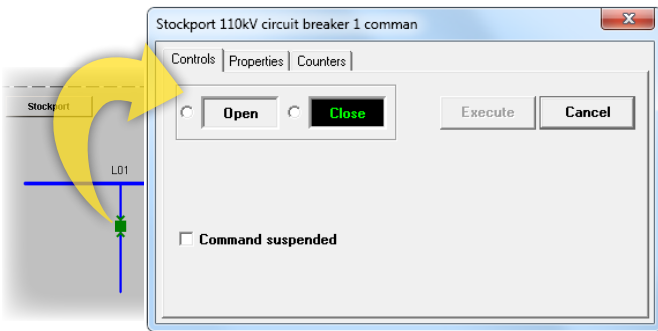 Stockport 110kV circuit breaker 1 comman
Controls Properties Counters
Open Close Execute Cancel
Command suspended
Stockport
L01